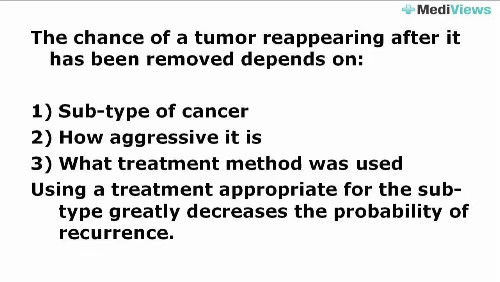 MediViews
The chance of a tumor reappearing after it
has been removed depends on:
1) Sub-type of cancer
2) How aggressive it is
3) What treatment method was used
Using a treatment appropriate for the sub-
type greatly decreases the probability of
recurrence.